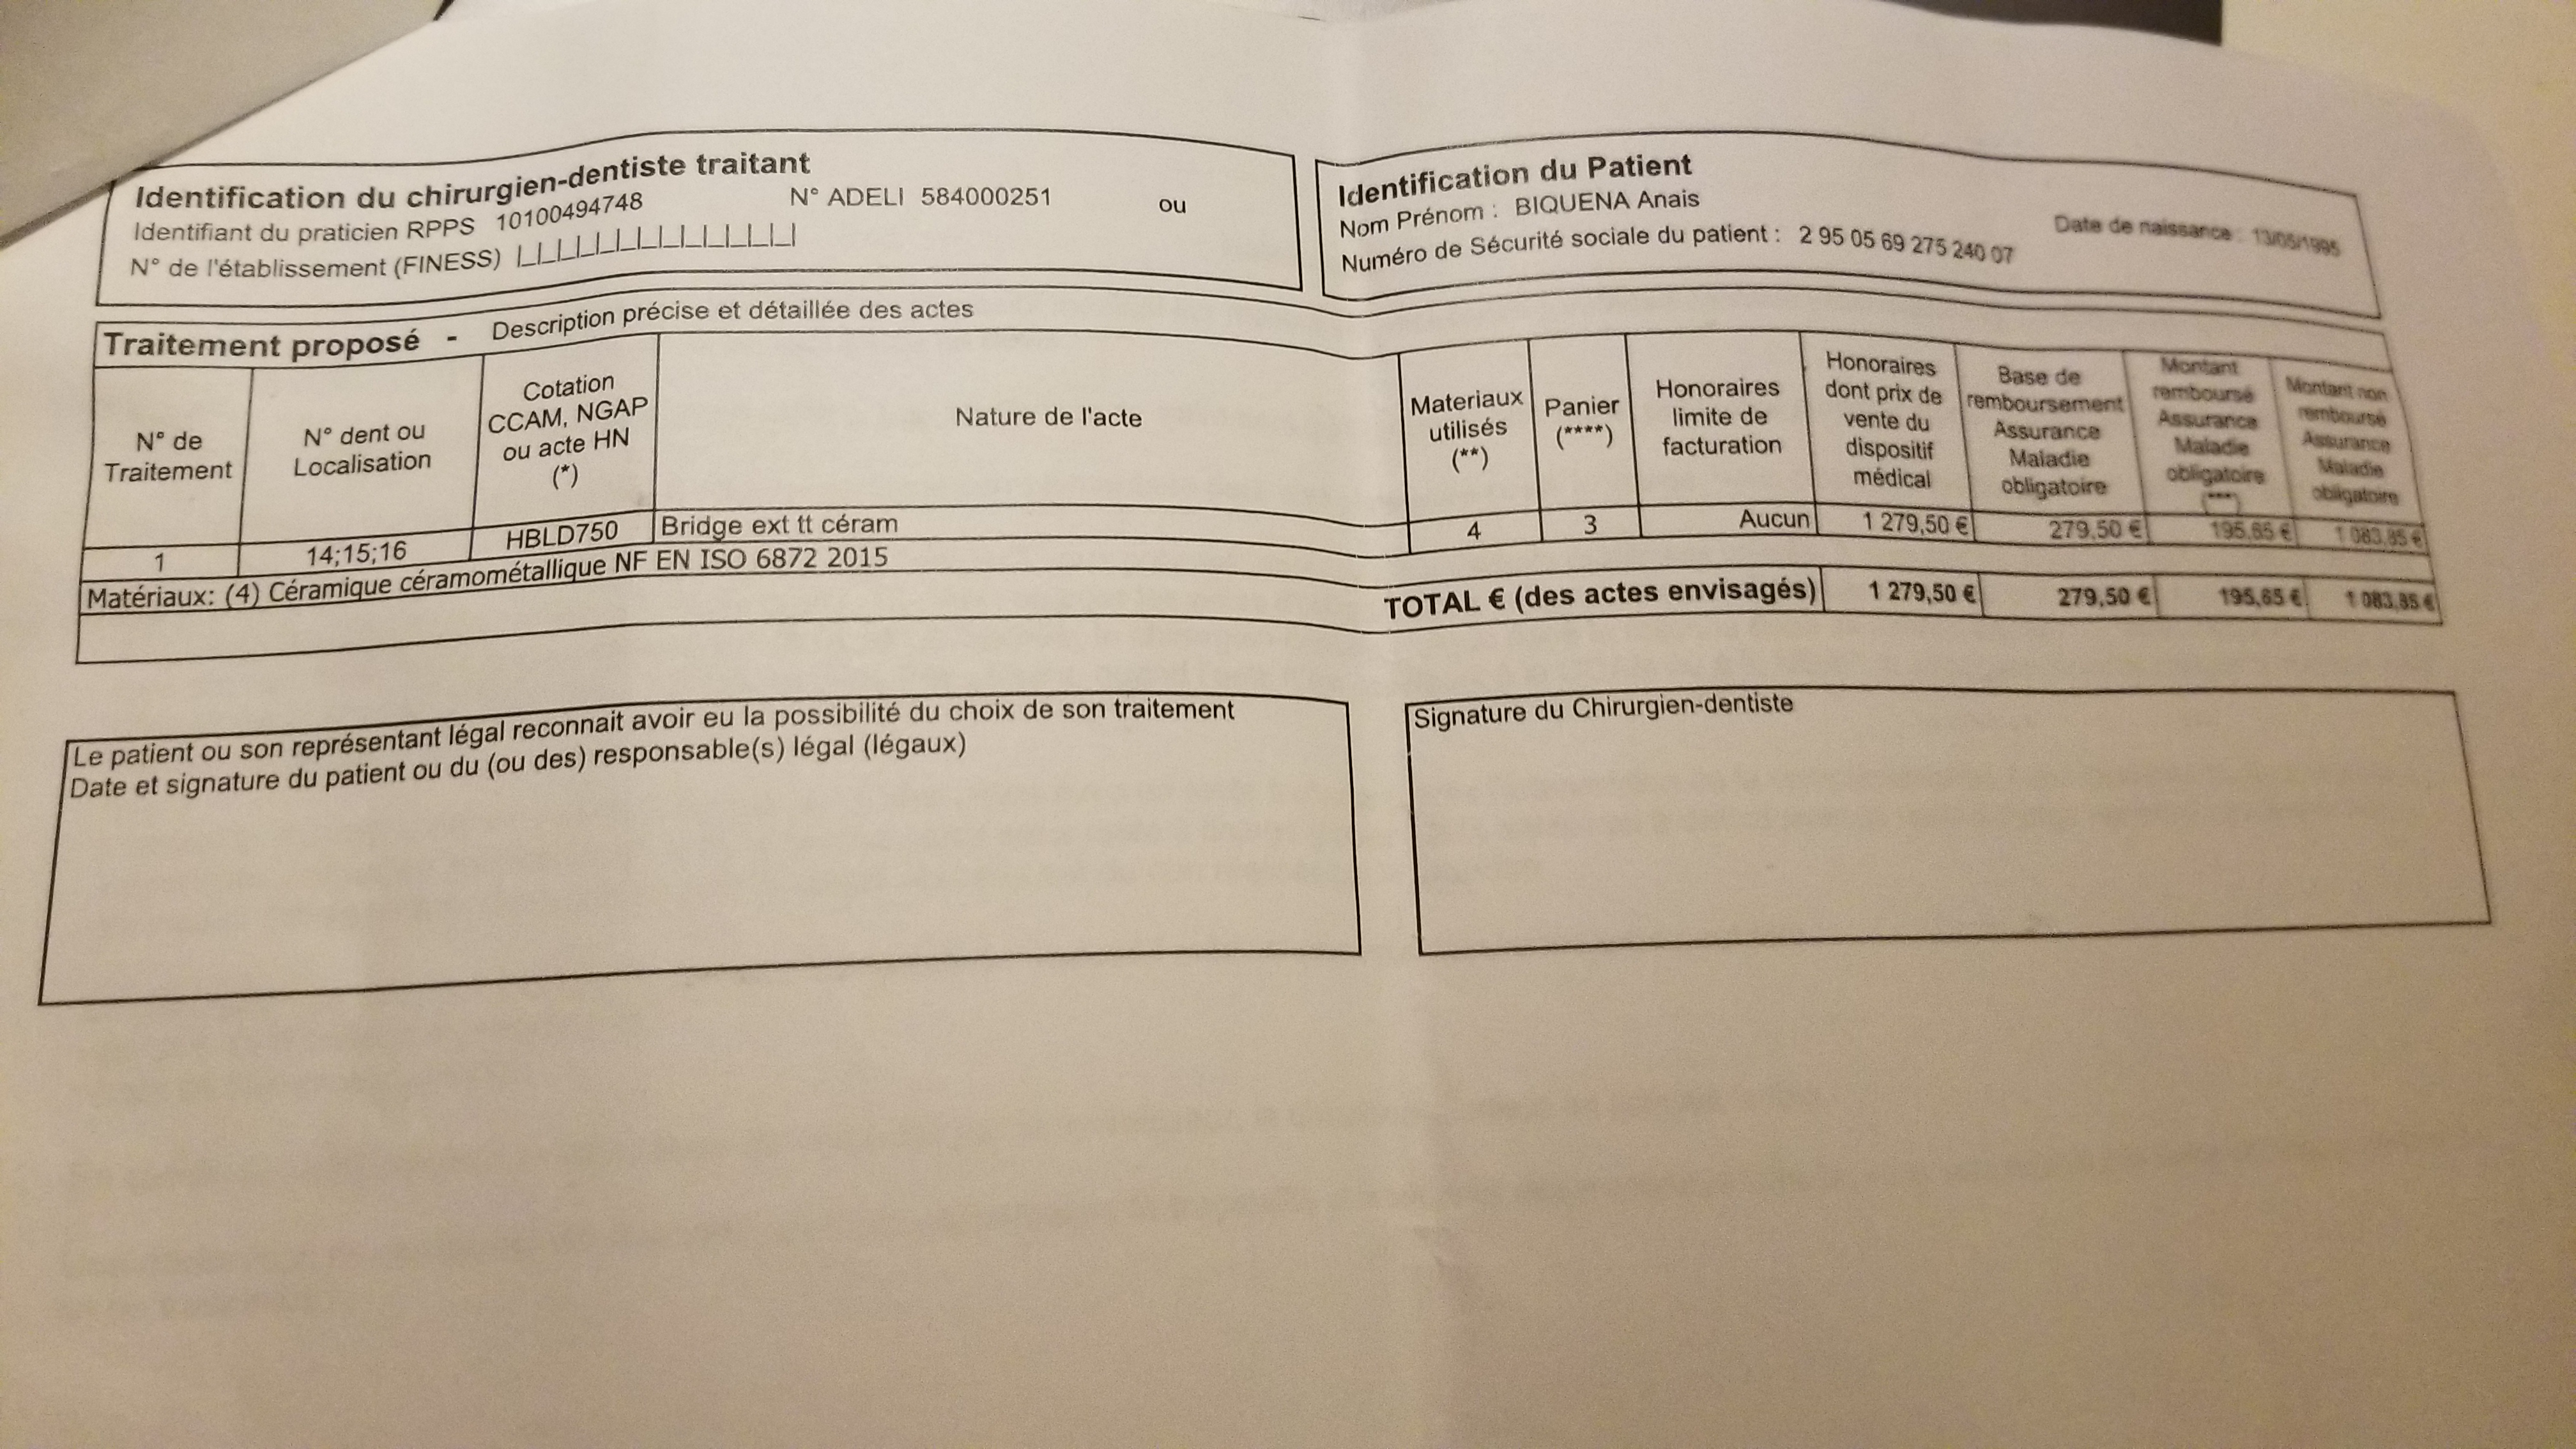 Identification du chirurgien-dentiste traitant
Identifiant du praticien RPPS 10100494748 N° ADELI 584000251 ou
N° de l'établissement (FINESS) |_|_|_|_|_|_|_|_|_|_|_|_|_|
Identification du Patient
Nom Prénom : BIQUENA Anais Date de naissance : 13/05/1995
Numéro de Sécurité sociale du patient : 2 95 05 69 275 240 07
Traitement proposé - Description précise et détaillée des actes
N° de
Traitement
N° dent ou
Localisation
Cotation
CCAM, NGAP
ou acte HN
(*)
Nature de l'acte
Materiaux
utilisés
(**)
Panier
(****)
Honoraires
limite de
facturation
Honoraires
dont prix de
vente du
dispositif
médical
Base de
remboursement
Assurance
Maladie
obligatoire
Montant
remboursé
Assurance
Maladie
obligatoire
(***)
Montant non
remboursé
Assurance
Maladie
obligatoire
1 14;15;16 HBLD750 Bridge ext tt céram 4 3 Aucun 1 279,50 € 279,50 € 195,65 € 1 083,85 €
Matériaux: (4) Céramique céramométallique NF EN ISO 6872 2015
TOTAL € (des actes envisagés) 1 279,50 € 279,50 € 195,65 € 1 083,85 €
Le patient ou son représentant légal reconnait avoir eu la possibilité du choix de son traitement
Date et signature du patient ou du (ou des) responsable(s) légal (légaux)
Signature du Chirurgien-dentiste